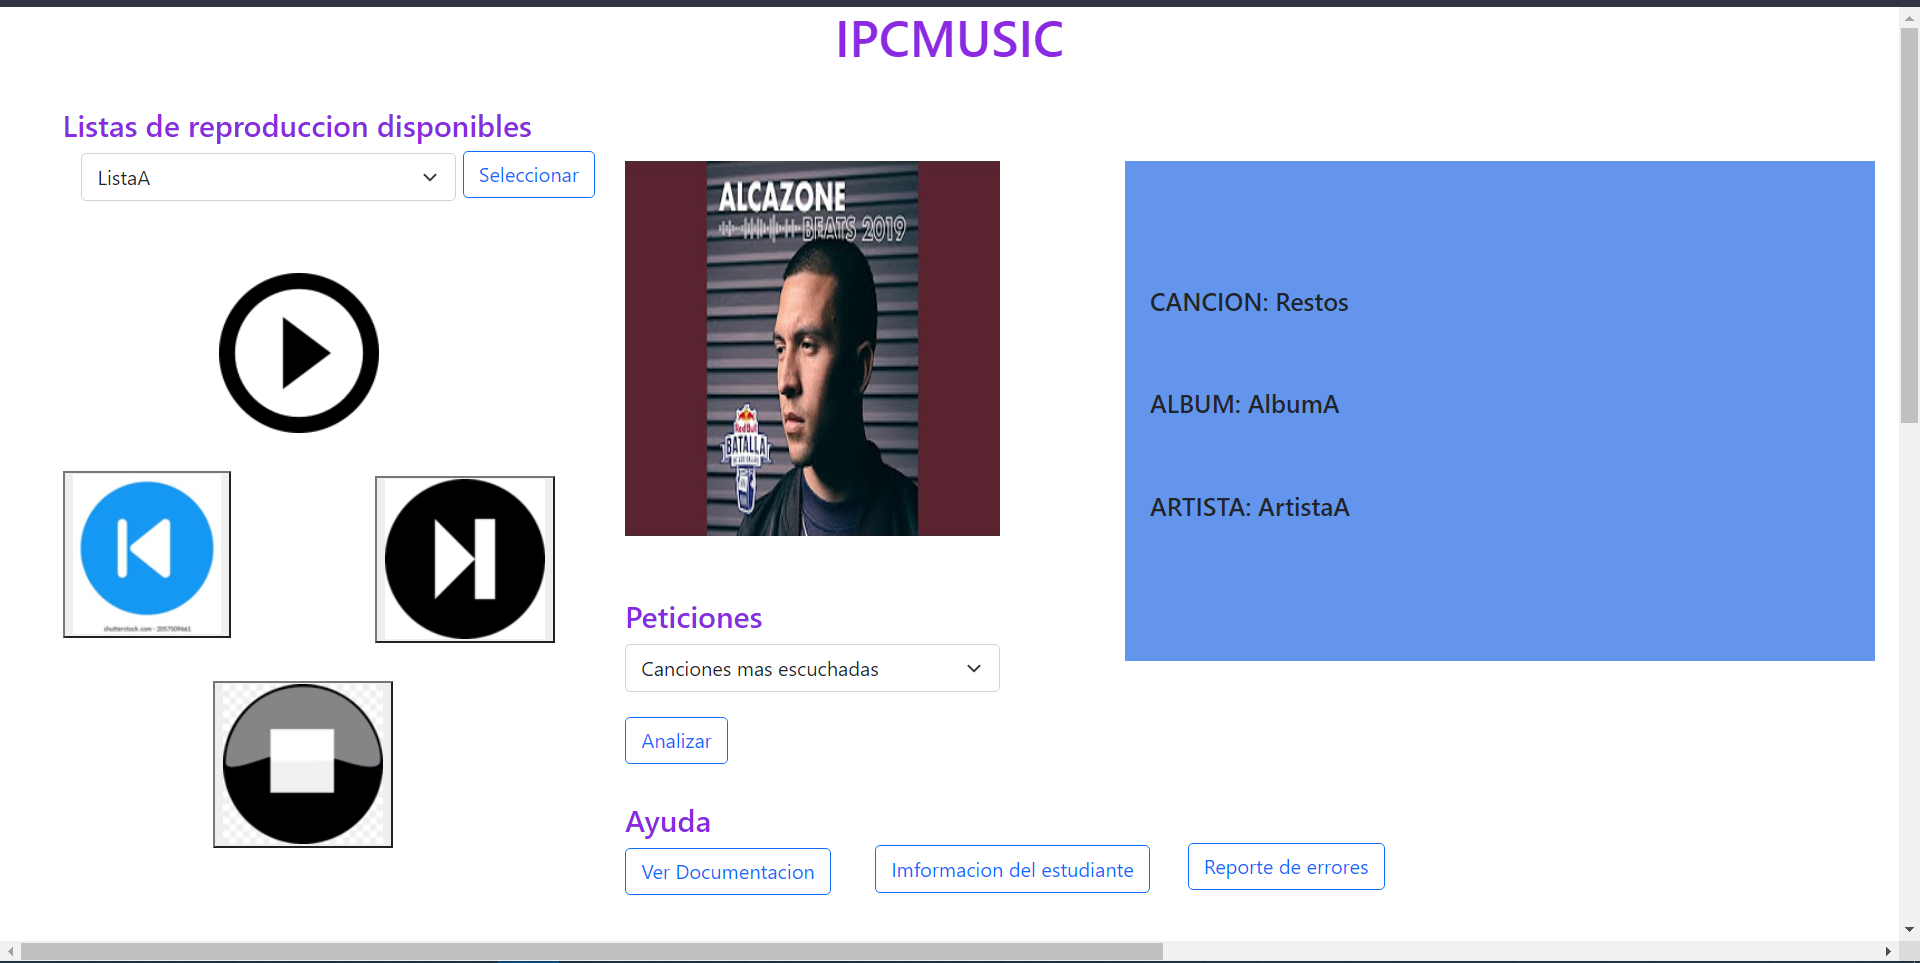 IPCMUSIC
Listas de reproduccion disponibles
ListaA
Seleccionar
ALCAZONE
BEATS 2019
Red Bull
BATALLA
CANCION: Restos
ALBUM: AlbumA
ARTISTA: ArtistaA
shutterstock.com · 2057509661
Peticiones
Canciones mas escuchadas
Analizar
Ayuda
Ver Documentacion
Imformacion del estudiante
Reporte de errores